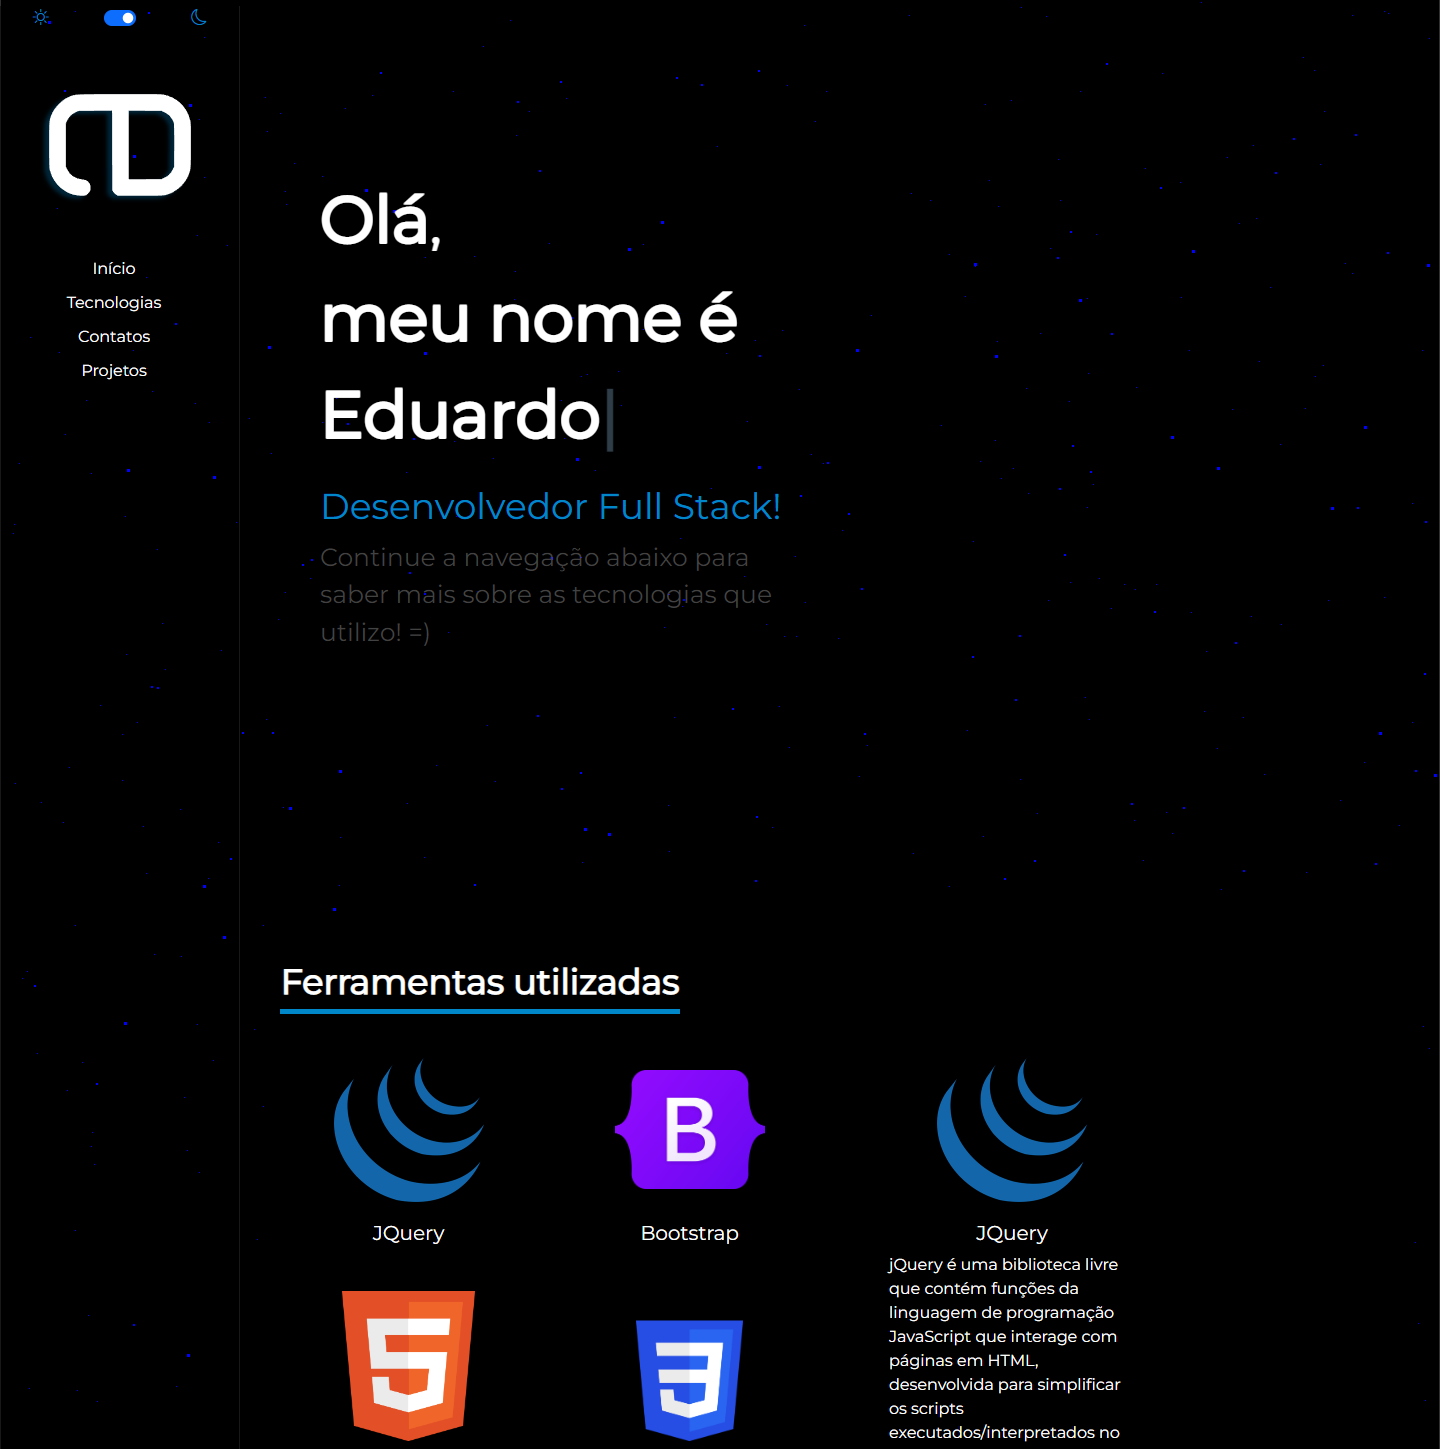 Início
Tecnologias
Contatos
Projetos
Olá,
meu nome é
Eduardo
Desenvolvedor Full Stack!
Continue a navegação abaixo para
saber mais sobre as tecnologias que
utilizo! =)
Ferramentas utilizadas
B
JQuery
Bootstrap
JQuery
jQuery é uma biblioteca livre
que contém funções da
linguagem de programação
JavaScript que interage com
páginas em HTML,
desenvolvida para simplificar
os scripts
executados/interpretados no
5
3